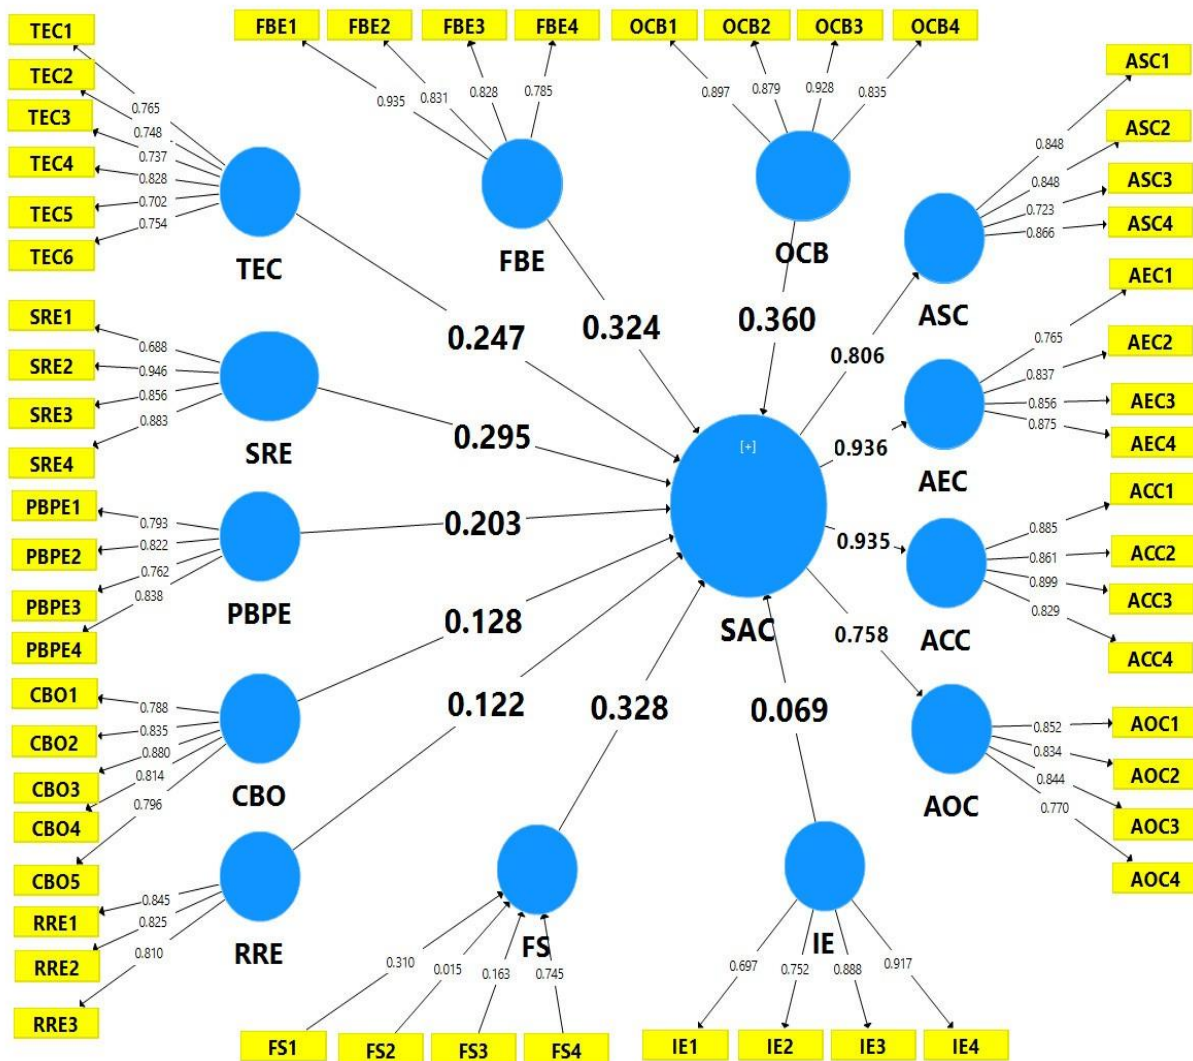 FBE1 FBE2 FBE3 FBE4
0.935 0.831 0.828 0.785
FBE
0.324
OCB1 OCB2 OCB3 OCB4
0.897 0.879 0.928 0.835
OCB
0.360
TEC1
TEC2
TEC3
TEC4
TEC5
TEC6
0.765
0.748
0.737
0.828
0.702
0.754
TEC
0.247
SRE1
SRE2
SRE3
SRE4
0.688
0.946
0.856
0.883
SRE
0.295
PBPE1
PBPE2
PBPE3
PBPE4
0.793
0.822
0.762
0.838
PBPE
0.203
CBO1
CBO2
CBO3
CBO4
CBO5
0.788
0.835
0.880
0.814
0.796
CBO
0.128
RRE1
RRE2
RRE3
0.845
0.825
0.810
RRE
0.122
[+]
SAC
0.806
ASC
0.848
0.848
0.723
0.866
ASC1
ASC2
ASC3
ASC4
0.936
AEC
0.765
0.837
0.856
0.875
AEC1
AEC2
AEC3
AEC4
0.935
ACC
0.885
0.861
0.899
0.829
ACC1
ACC2
ACC3
ACC4
0.758
AOC
0.852
0.834
0.844
0.770
AOC1
AOC2
AOC3
AOC4
0.328
FS
0.310 0.015 0.163 0.745
FS1 FS2 FS3 FS4
0.069
IE
0.697 0.752 0.888 0.917
IE1 IE2 IE3 IE4